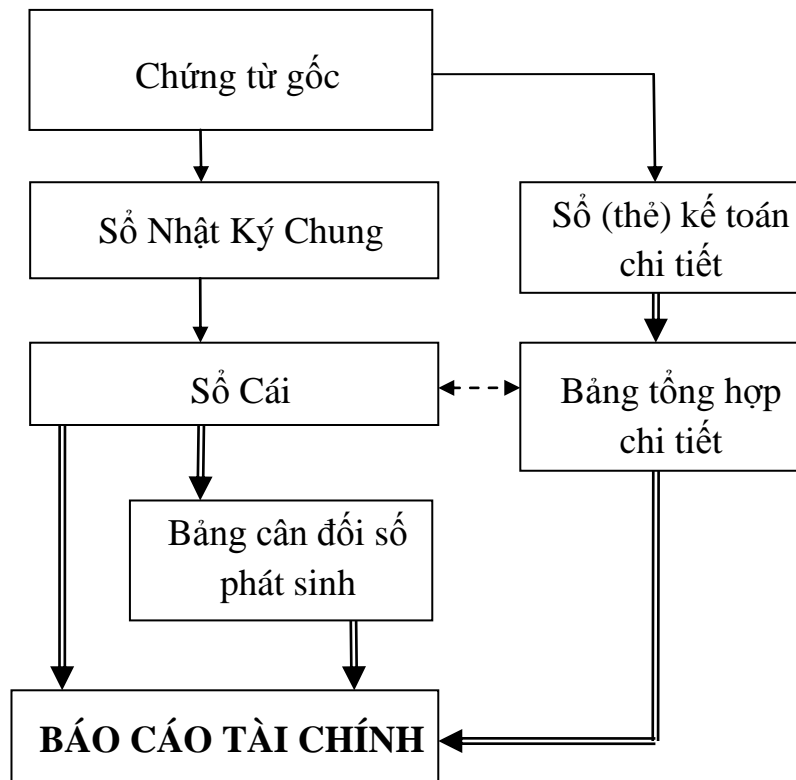 Chứng từ gốc
Sổ Nhật Ký Chung
Sổ (thẻ) kế toán
chi tiết
Sổ Cái
Bảng tổng hợp
chi tiết
Bảng cân đối số
phát sinh
BÁO CÁO TÀI CHÍNH